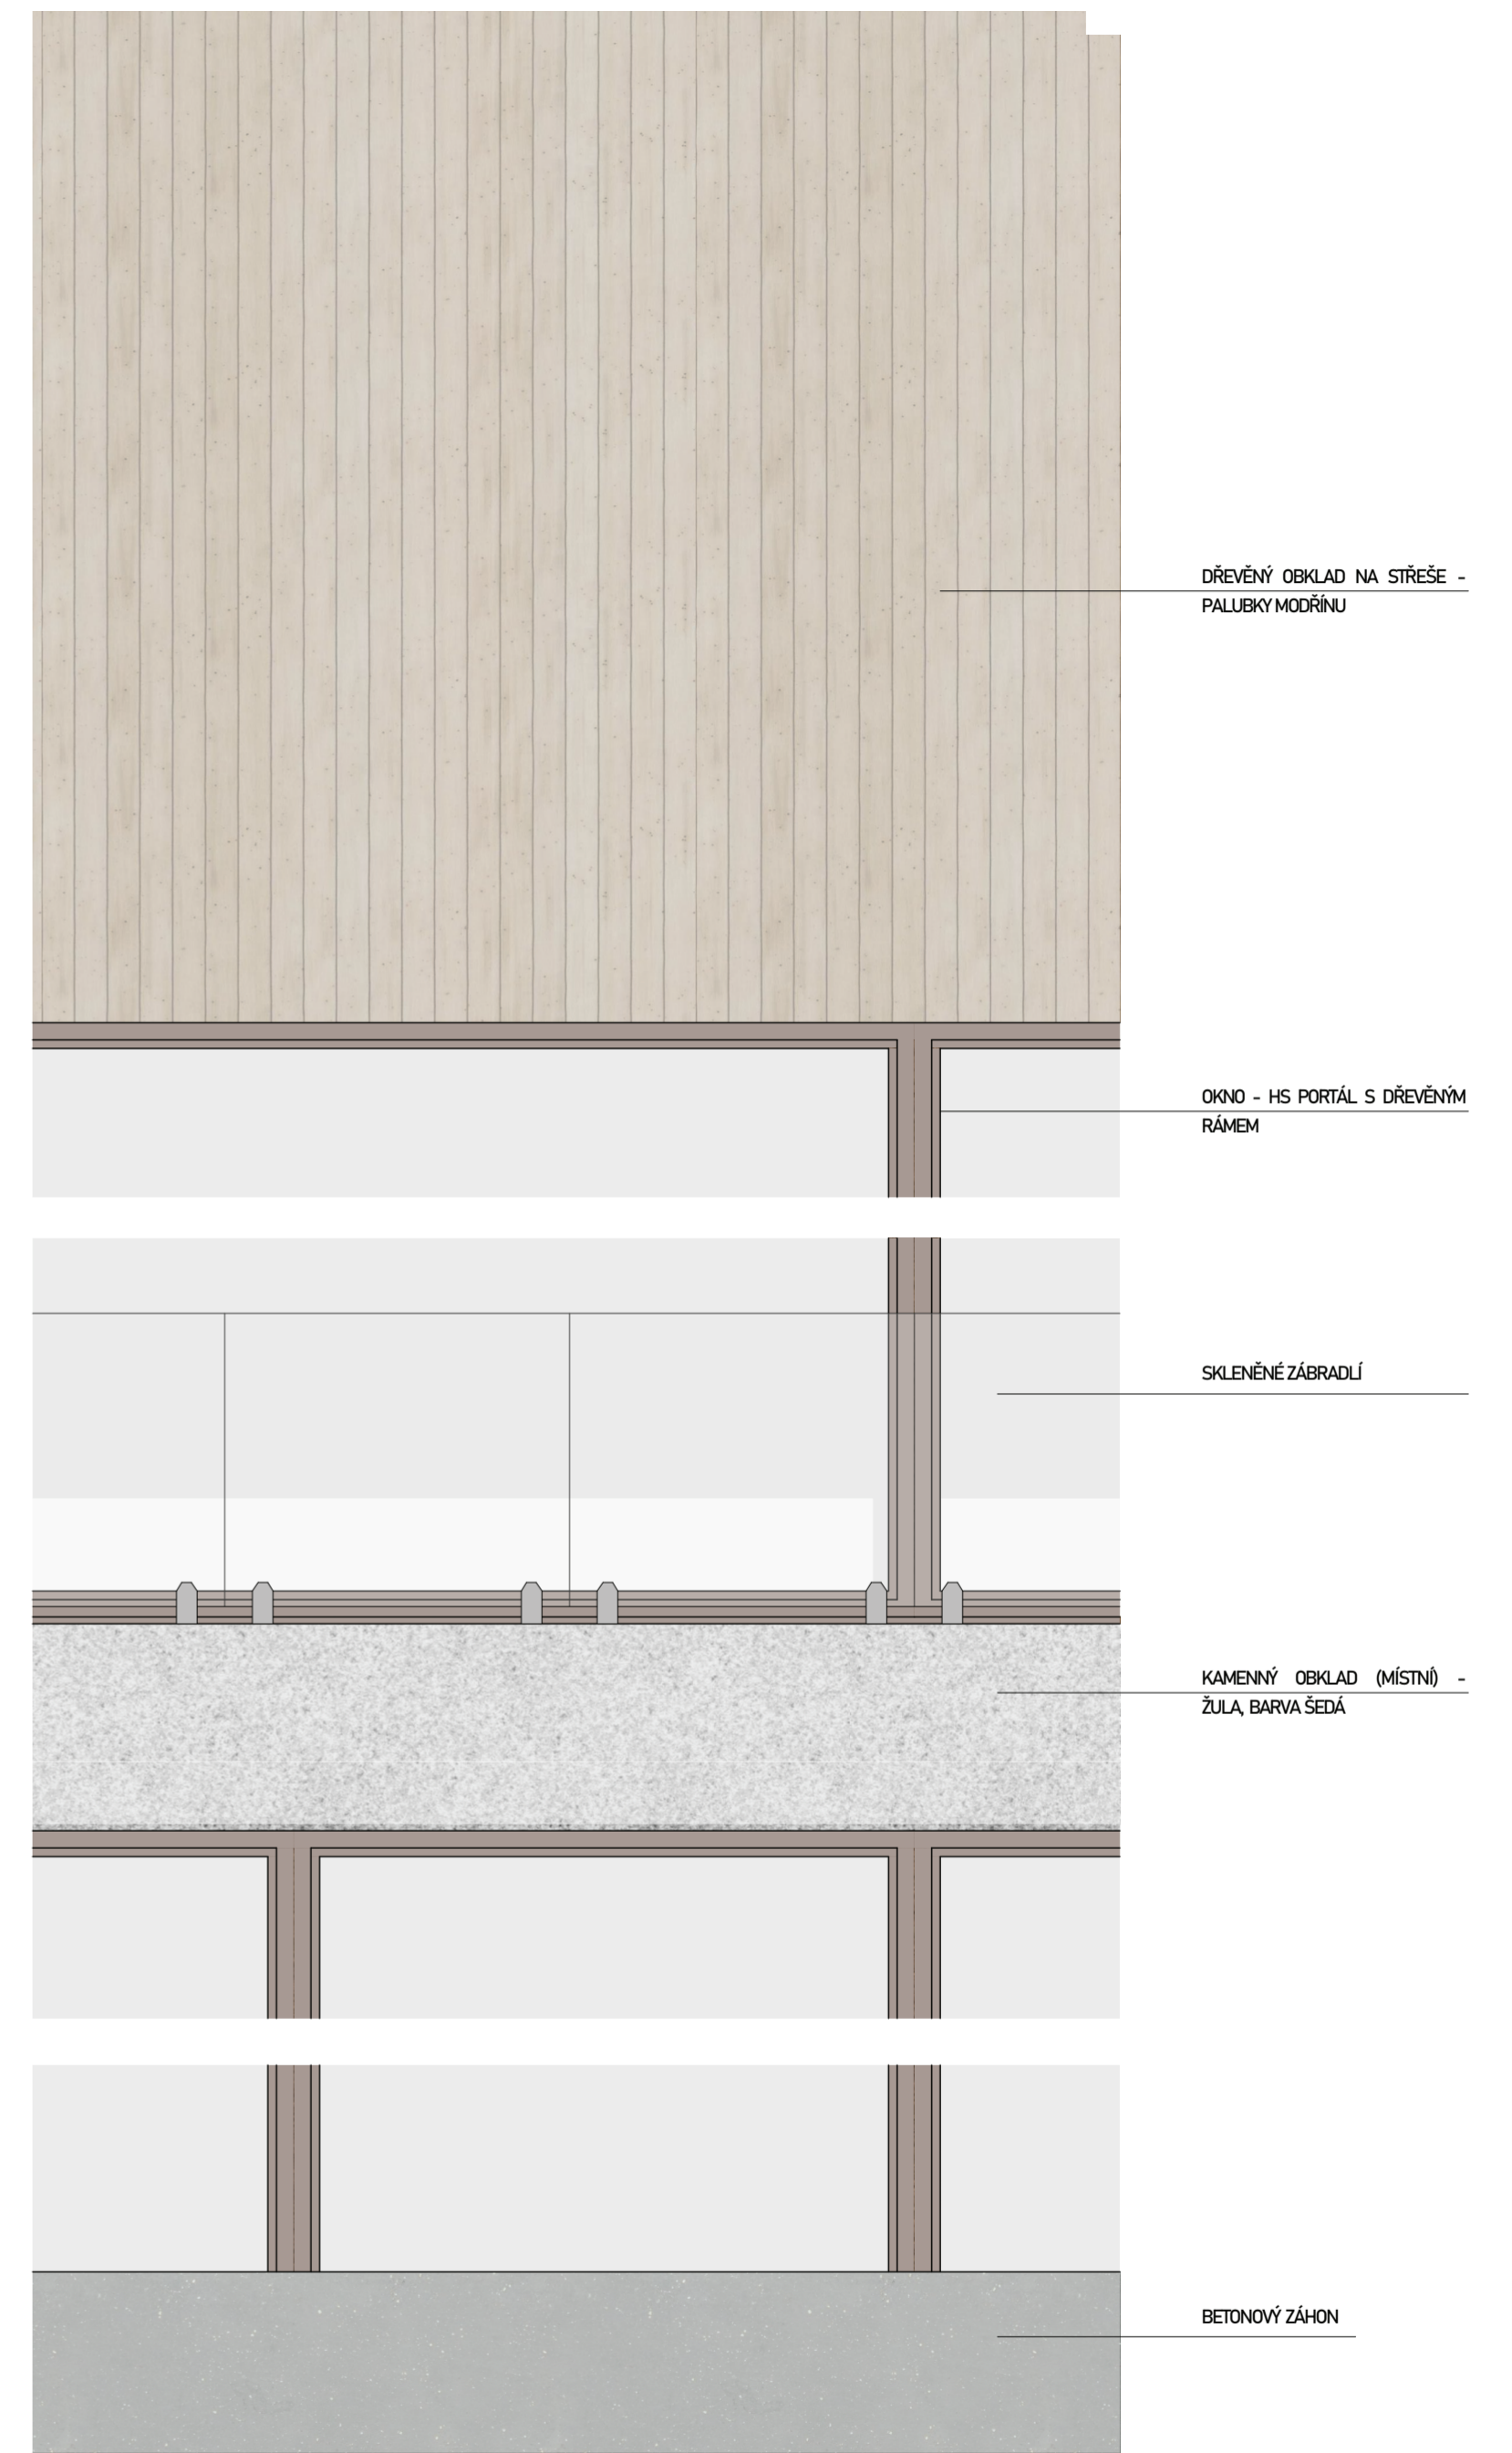 DŘEVĚNÝ OBKLAD NA STŘEŠE -
PALUBKY MODŘÍNU
OKNO - HS PORTÁL S DŘEVĚNÝM
RÁMEM
SKLENĚNÉ ZÁBRADLÍ
KAMENNÝ OBKLAD (MÍSTNÍ) -
ŽULA, BARVA ŠEDÁ
BETONOVÝ ZÁHON